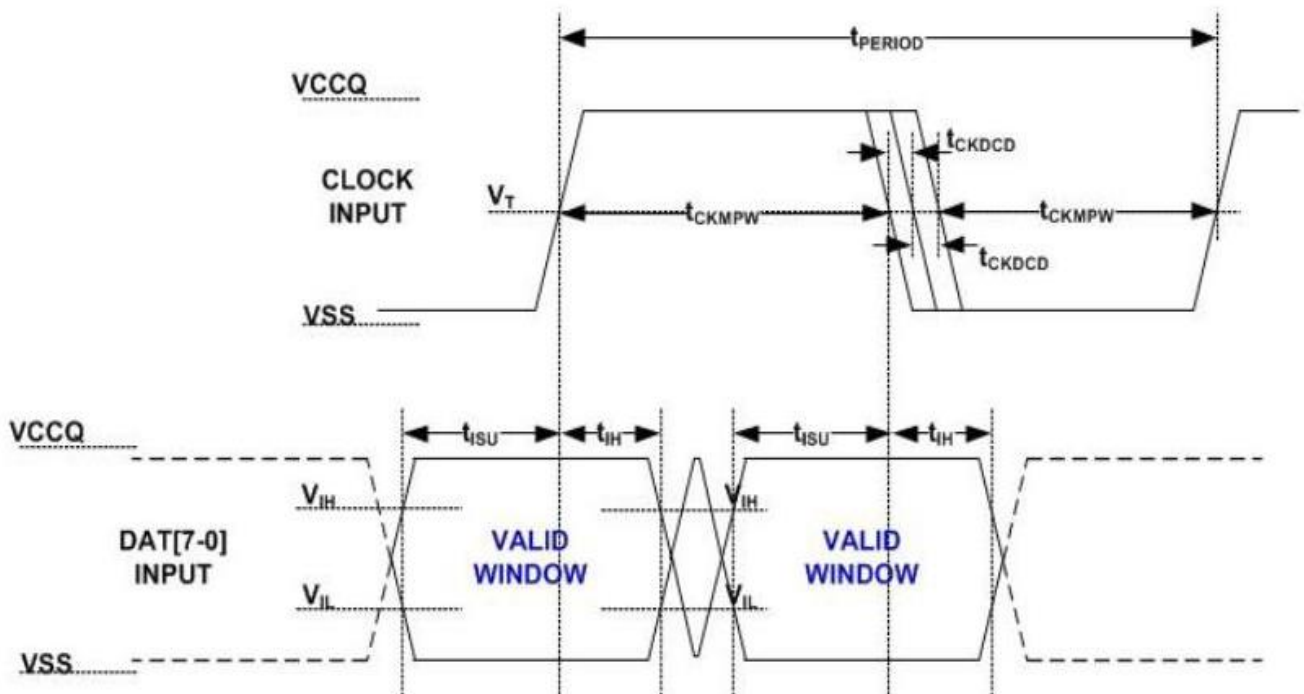 tPERIOD
VCCQ
tCKDCD
CLOCK
INPUT
VT
tCKMPW
tCKMPW
tCKDCD
VSS
VCCQ
tISU
tIH
tISU
tIH
VIH
VIH
DAT[7-0]
INPUT
VALID
WINDOW
VALID
WINDOW
VIL
VIL
VSS